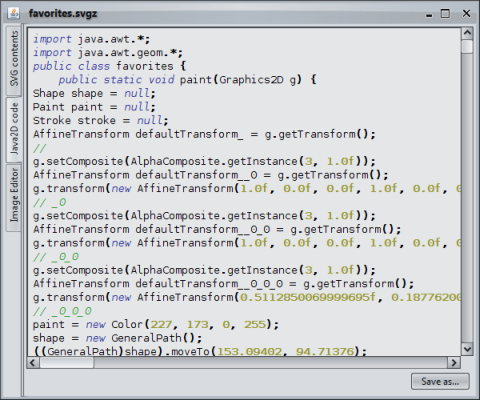 favorites.svgz
SVG contents
Java2D code
Image Editor
import java.awt.*;
import java.awt.geom.*;
public class favorites {
public static void paint(Graphics2D g) {
Shape shape = null;
Paint paint = null;
Stroke stroke = null;
AffineTransform defaultTransform_ = g.getTransform();
//
g.setComposite(AlphaComposite.getInstance(3, 1.0f));
AffineTransform defaultTransform__0 = g.getTransform();
g.transform(new AffineTransform(1.0f, 0.0f, 0.0f, 1.0f, 0.0f, 0
// _0
g.setComposite(AlphaComposite.getInstance(3, 1.0f));
AffineTransform defaultTransform__0_0 = g.getTransform();
g.transform(new AffineTransform(1.0f, 0.0f, 0.0f, 1.0f, 0.0f, 0
// _0_0
g.setComposite(AlphaComposite.getInstance(3, 1.0f));
AffineTransform defaultTransform__0_0_0 = g.getTransform();
g.transform(new AffineTransform(0.5112850069999695f, 0.18776200
// _0_0_0
paint = new Color(227, 173, 0, 255);
shape = new GeneralPath();
((GeneralPath)shape).moveTo(153.09402, 94.71376);
Save as...